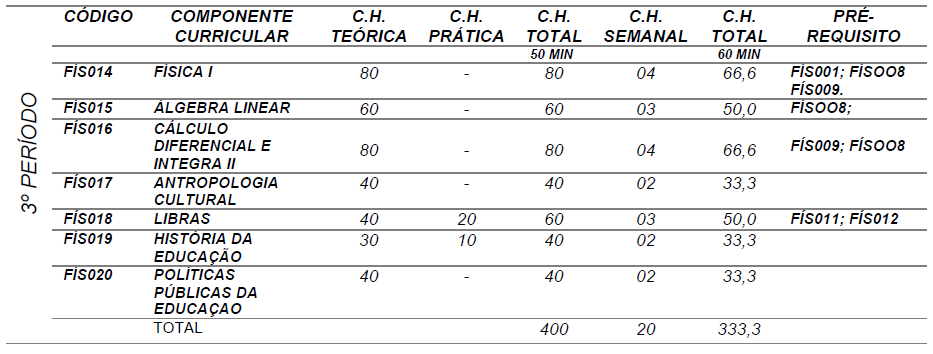 CÓDIGO COMPONENTE CURRICULAR C.H. TEÓRICA C.H. PRÁTICA C.H. TOTAL C.H. SEMANAL C.H. TOTAL PRÉ-REQUISITO
50 MIN 60 MIN
3º PERÍODO
FÍS014 FÍSICA I 80 - 80 04 66,6 FÍS001; FÍSOO8
FÍS009.
FÍS015 ÁLGEBRA LINEAR 60 - 60 03 50,0 FÍSOO8;
FÍS016 CÁLCULO
DIFERENCIAL E
INTEGRA II 80 - 80 04 66,6 FÍS009; FÍSOO8
FÍS017 ANTROPOLOGIA
CULTURAL 40 - 40 02 33,3
FÍS018 LIBRAS 40 20 60 03 50,0 FÍS011; FÍS012
FÍS019 HISTÓRIA DA
EDUCAÇÃO 30 10 40 02 33,3
FÍS020 POLÍTICAS
PÚBLICAS DA
EDUCAÇAO 40 - 40 02 33,3
TOTAL 400 20 333,3